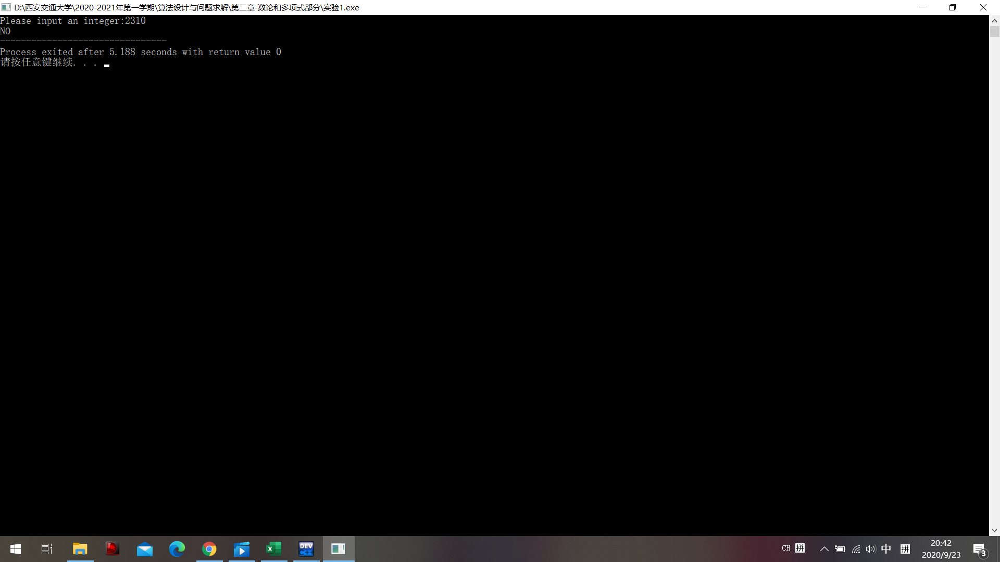 D:\西安交通大学\2020-2021年第一学期\算法设计与问题求解\第二章-数论和多项式部分\实验1.exe
Please input an integer:2310
NO
--------------------------------
Process exited after 5.188 seconds with return value 0
请按任意键继续. . .
DEV C++
CH 拼
中
拼
20:42
2020/9/23
3